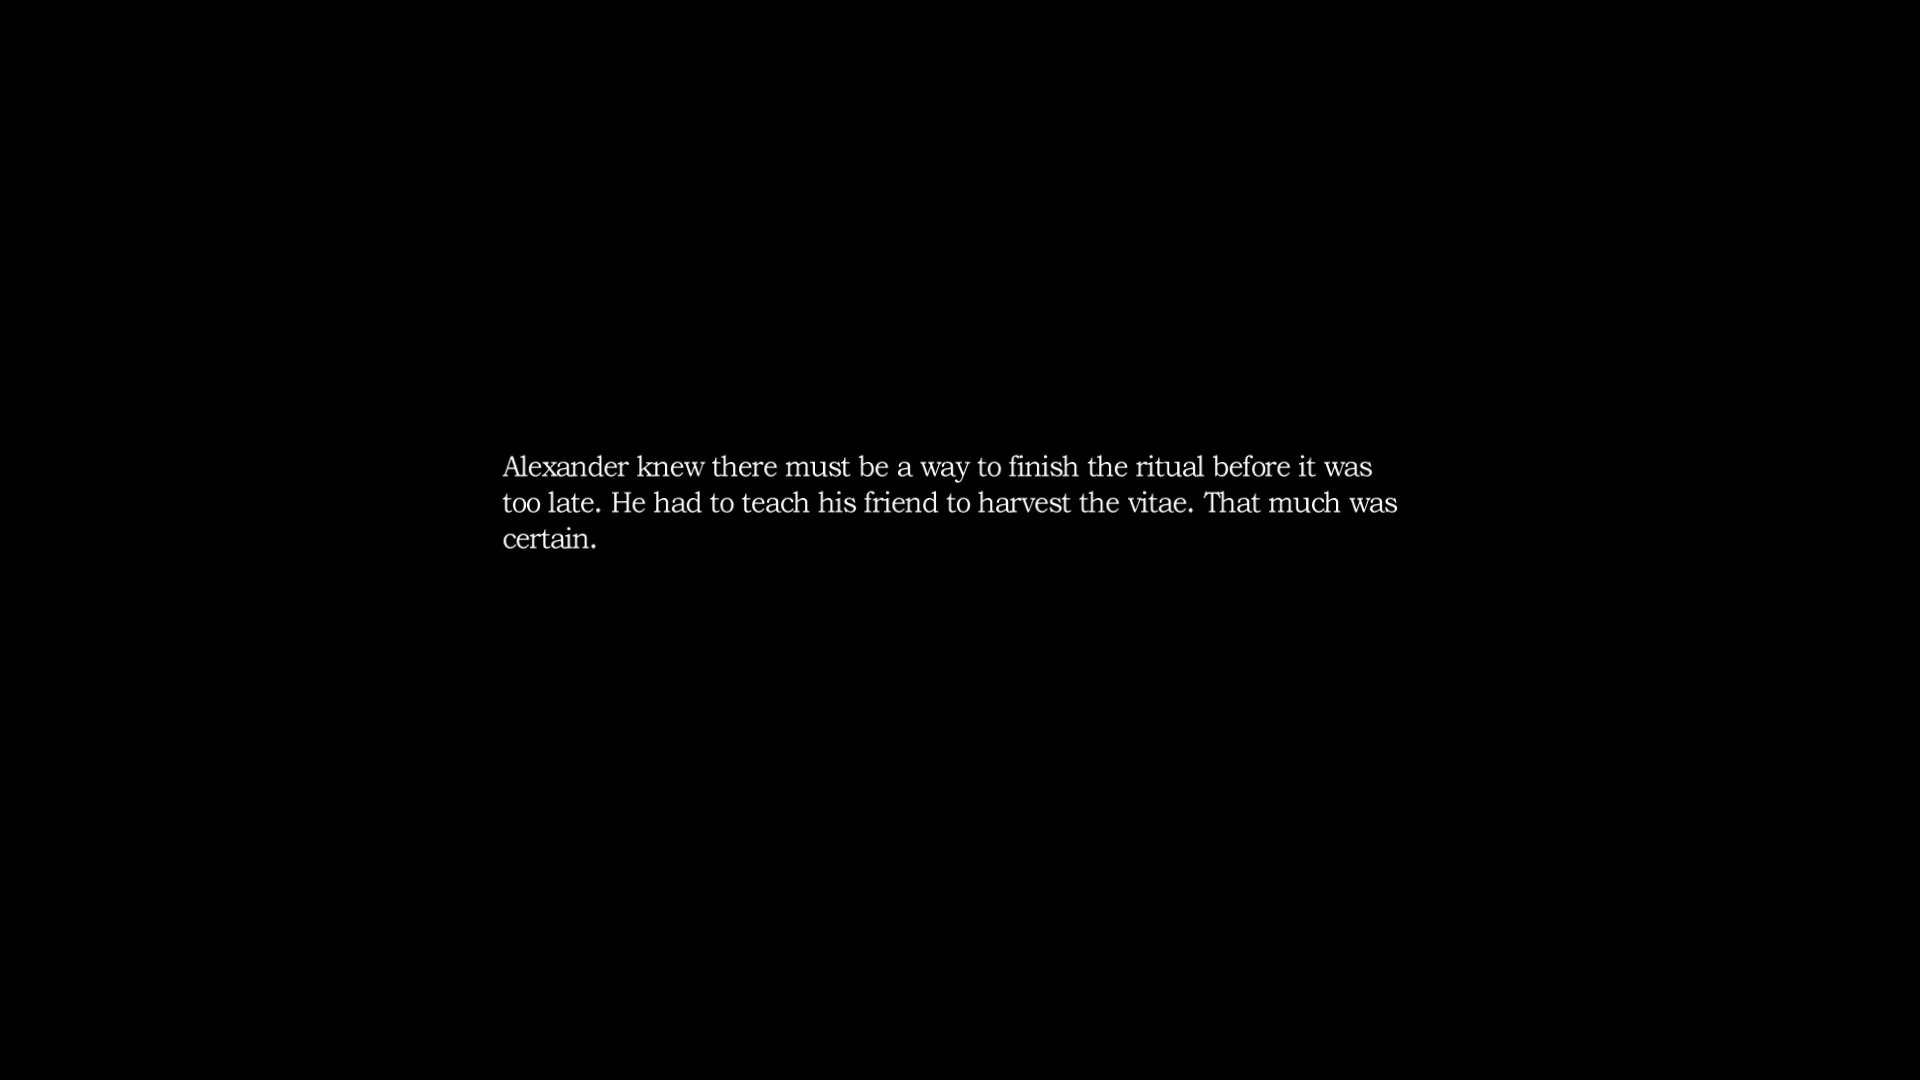 Alexander knew there must be a way to finish the ritual before it was
too late. He had to teach his friend to harvest the vitae. That much was
certain.